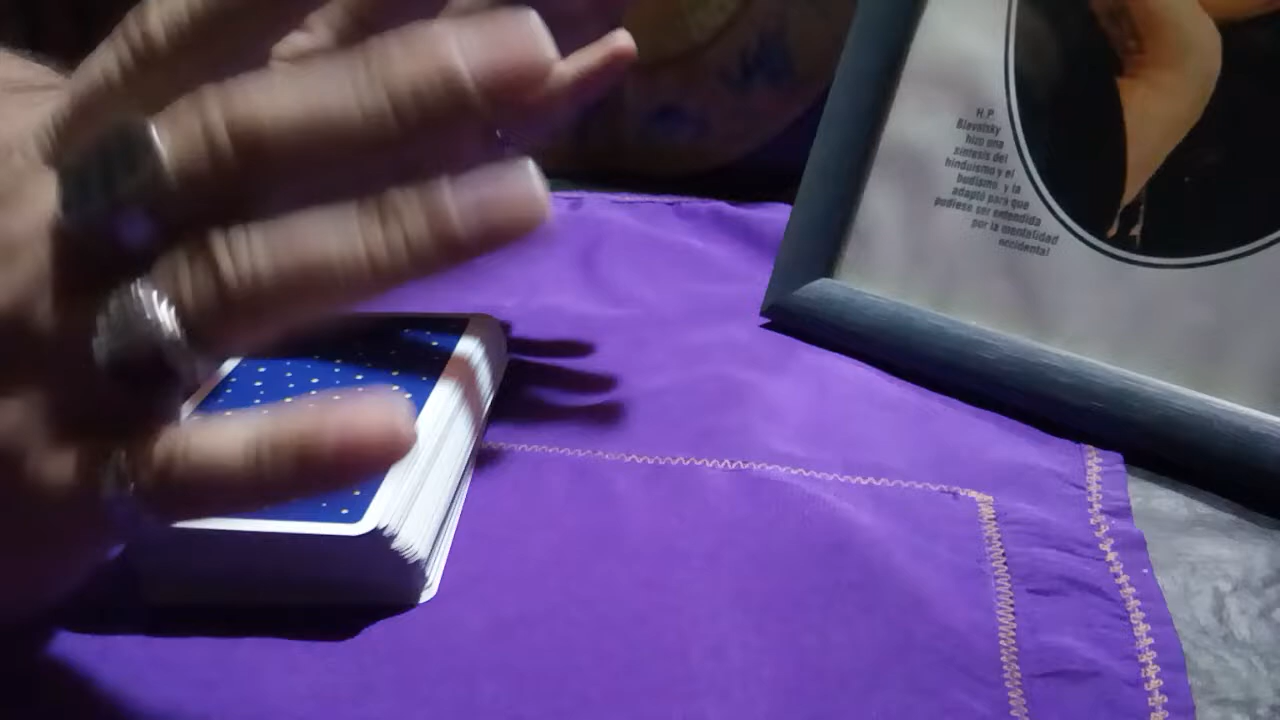 H.P.
Blavatsky
hizo una
síntesis del
hinduismo y el
budismo y la
adaptó para que
pudiese ser entendida
por la mentalidad
occidental